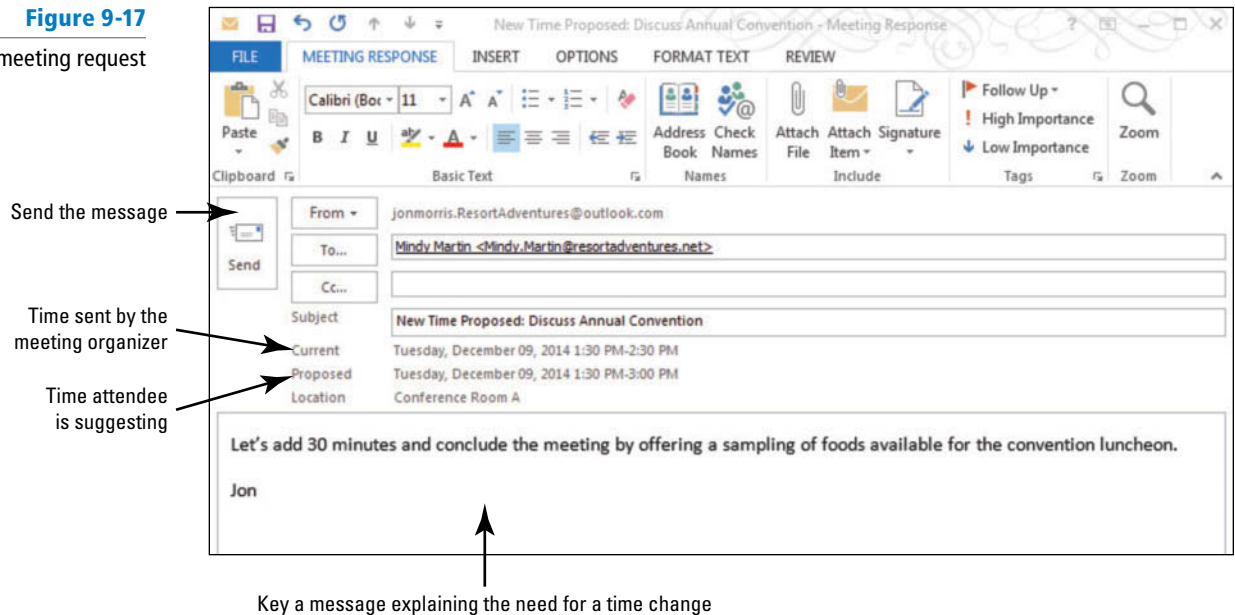 Figure 9-17
meeting request
New Time Proposed: Discuss Annual Convention - Meeting Response
?
FILE MEETING RESPONSE INSERT OPTIONS FORMAT TEXT REVIEW
Paste
Calibri (Boc 11 A A
B I U ab A
Address Book
Check Names
Attach File
Attach Item
Signature
Follow Up
High Importance
Low Importance
Zoom
Clipboard Basic Text Names Include Tags Zoom
Send the message
Send
From jonmorris.ResortAdventures@outlook.com
To... Mindy Martin <Mindy.Martin@resortadventures.net>
Cc...
Subject New Time Proposed: Discuss Annual Convention
Time sent by the
meeting organizer
Current Tuesday, December 09, 2014 1:30 PM-2:30 PM
Proposed Tuesday, December 09, 2014 1:30 PM-3:00 PM
Location Conference Room A
Time attendee
is suggesting
Let's add 30 minutes and conclude the meeting by offering a sampling of foods available for the convention luncheon.
Jon
Key a message explaining the need for a time change